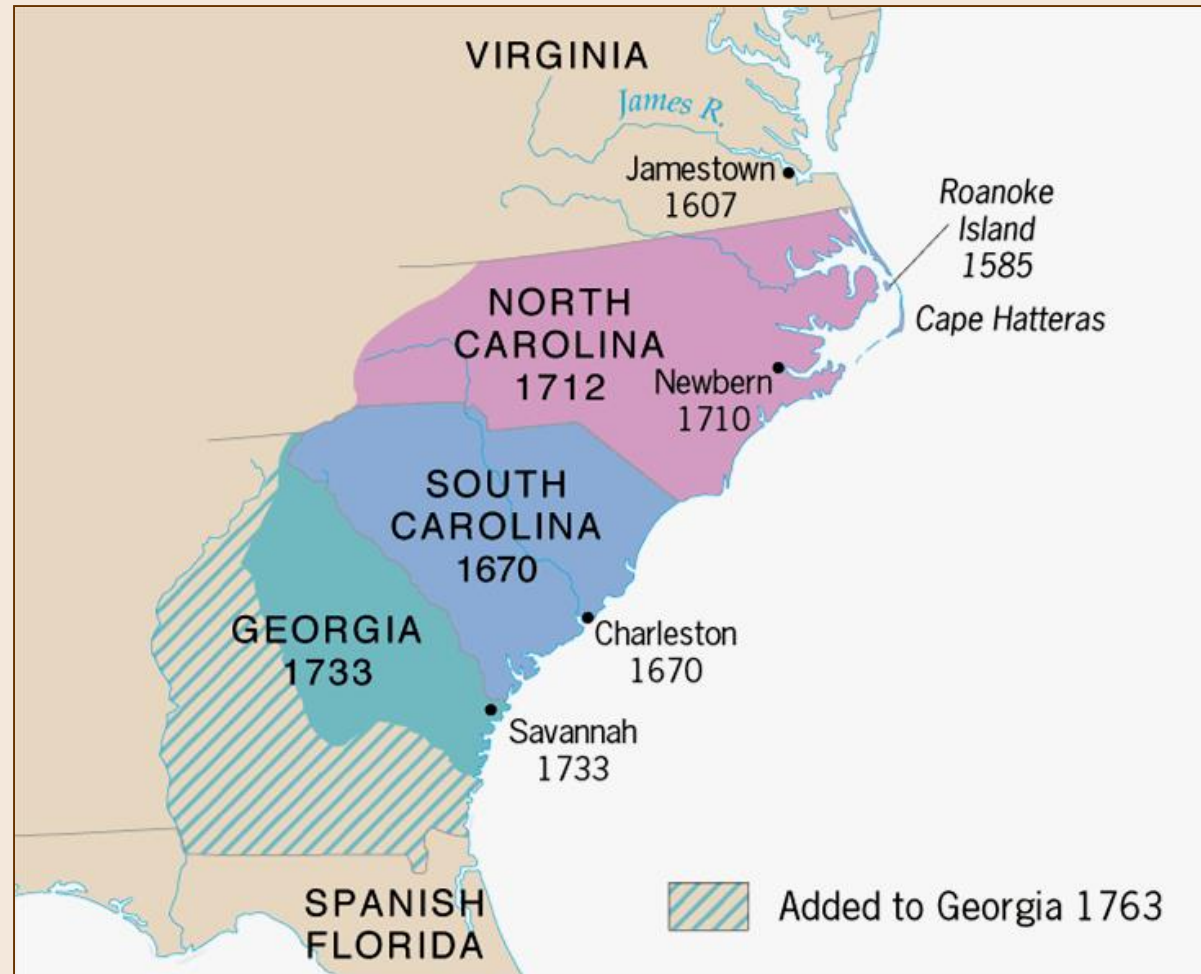 VIRGINIA
James R.
Jamestown
1607
Roanoke
Island
1585
Cape Hatteras
NORTH
CAROLINA
1712
Newbern
1710
SOUTH
CAROLINA
1670
Charleston
1670
GEORGIA
1733
Savannah
1733
SPANISH
FLORIDA
Added to Georgia 1763